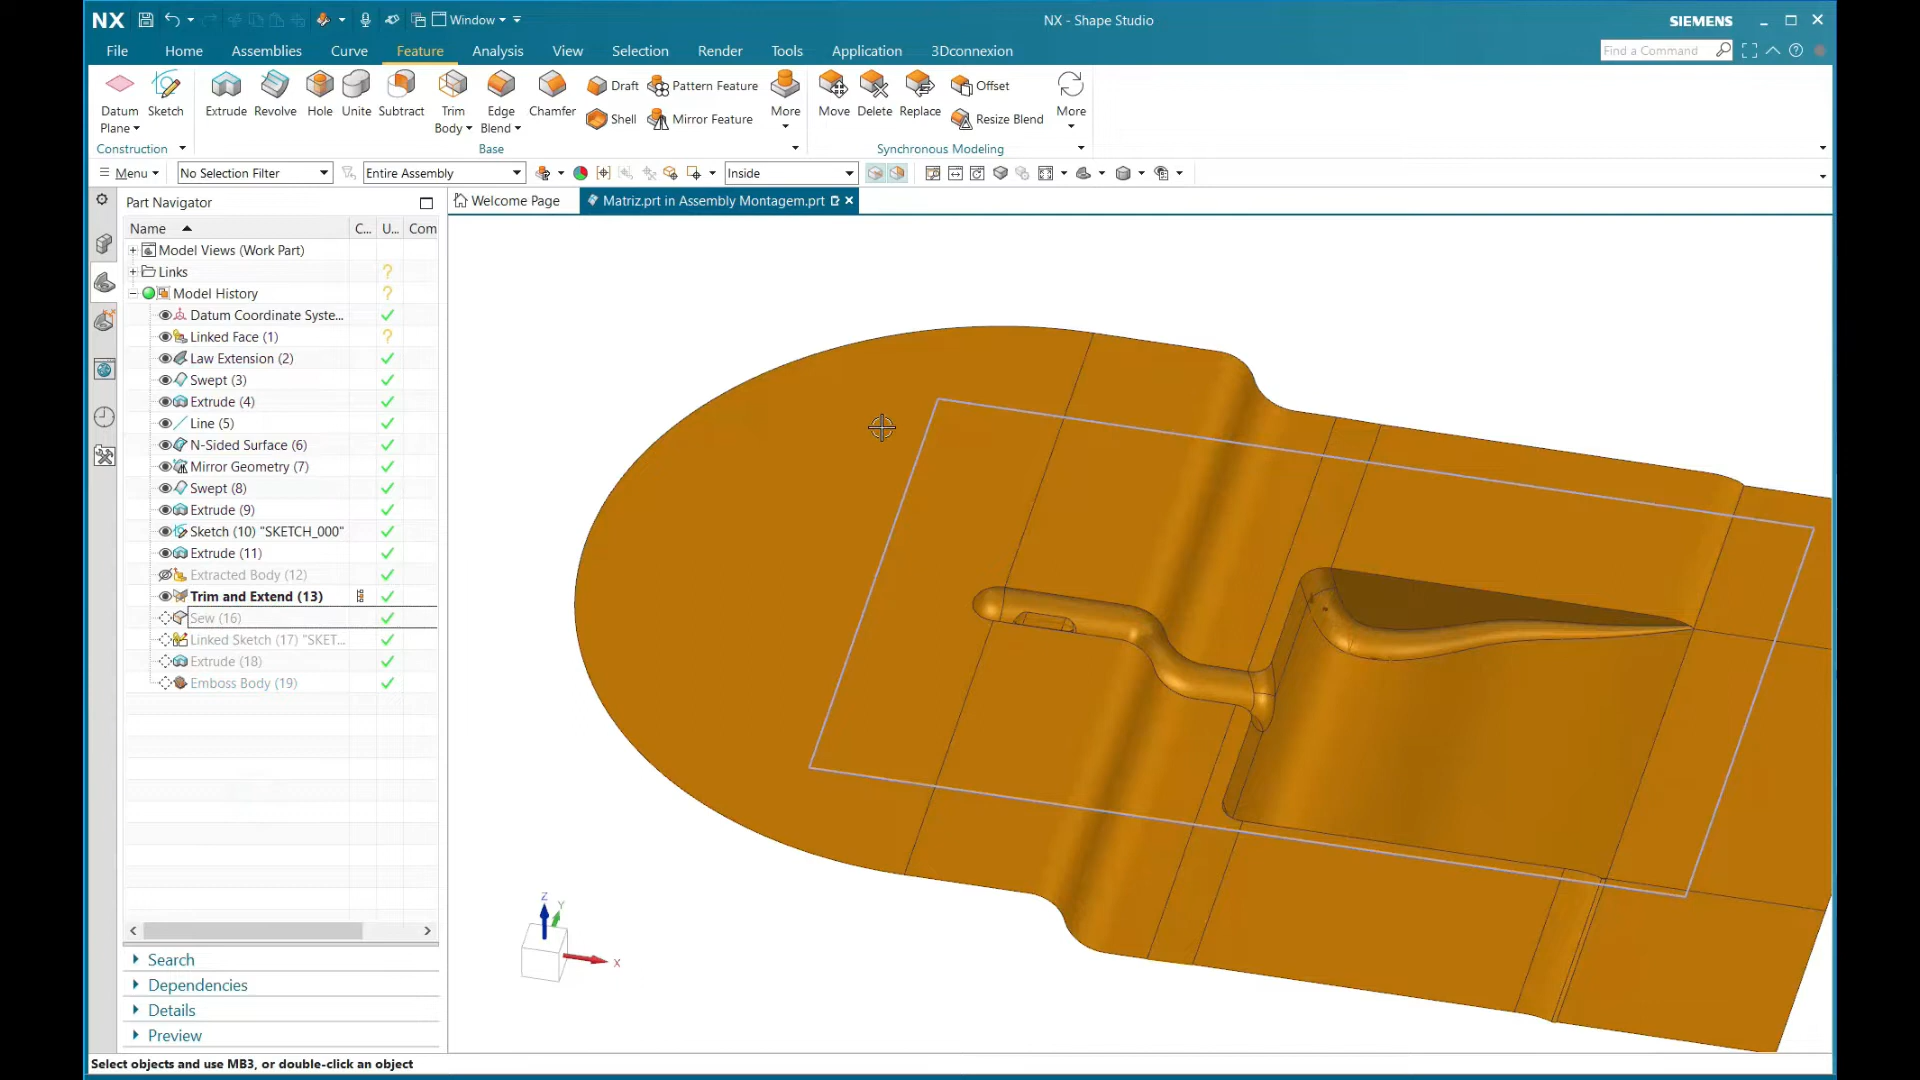 NX Window NX - Shape Studio SIEMENS
File Home Assemblies Curve Feature Analysis View Selection Render Tools Application 3Dconnexion Find a Command
Draft Pattern Feature Offset
Datum Sketch Extrude Revolve Hole Unite Subtract Trim Edge Chamfer More Move Delete Replace More
Plane Body Blend Shell Mirror Feature Resize Blend
Construction Base Synchronous Modeling
Menu No Selection Filter Entire Assembly Inside
Part Navigator Welcome Page Matriz.prt in Assembly Montagem.prt
Name C... U... Com
Model Views (Work Part)
Links ?
Model History ?
Datum Coordinate Syste...
Linked Face (1) ?
Law Extension (2)
Swept (3)
Extrude (4)
Line (5)
N-Sided Surface (6)
Mirror Geometry (7)
Swept (8)
Extrude (9)
Sketch (10) "SKETCH_000"
Extrude (11)
Extracted Body (12)
Trim and Extend (13)
Sew (16)
Linked Sketch (17) "SKET...
Extrude (18)
Emboss Body (19)
Z
Y
X
Search
Dependencies
Details
Preview
Select objects and use MB3, or double-click an object